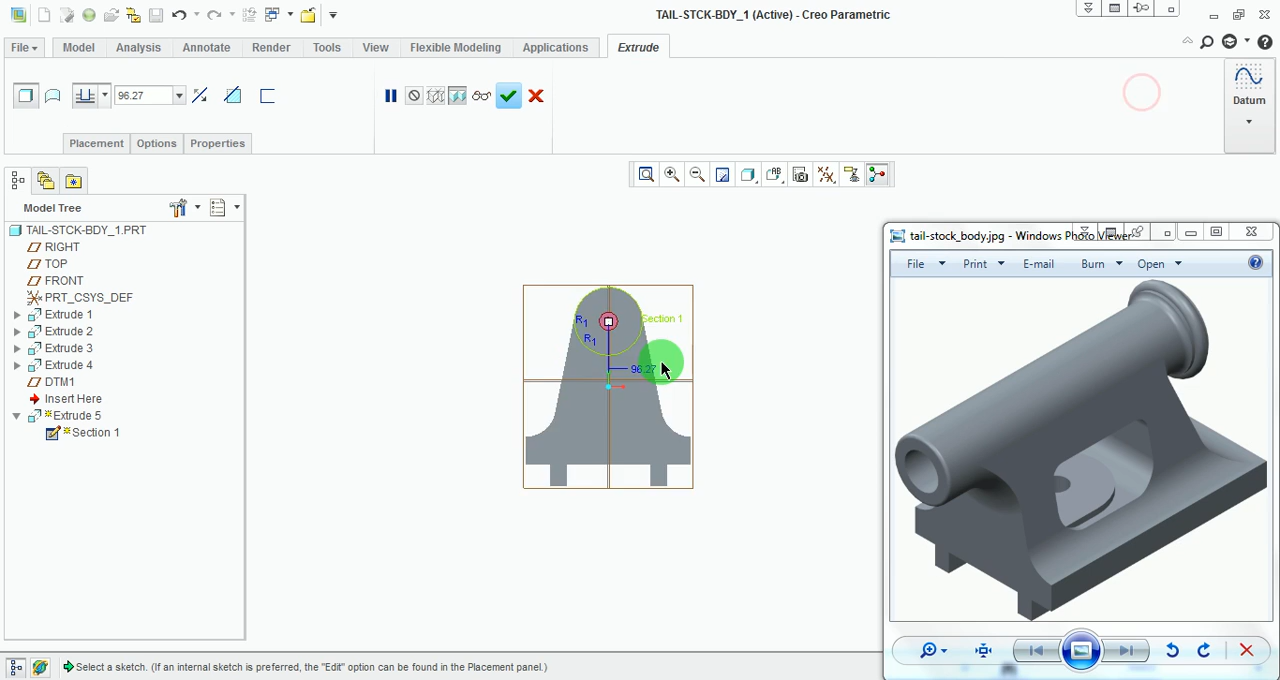 TAIL-STCK-BDY_1 (Active) - Creo Parametric
File Model Analysis Annotate Render Tools View Flexible Modeling Applications Extrude
96.27
Datum
Placement Options Properties
Model Tree
TAIL-STCK-BDY_1.PRT
RIGHT
TOP
FRONT
PRT_CSYS_DEF
Extrude 1
Extrude 2
Extrude 3
Extrude 4
DTM1
Insert Here
Extrude 5
Section 1
R1
Section 1
R1
96.27
tail-stock_body.jpg - Windows Photo Viewer
File Print E-mail Burn Open
Select a sketch. (If an internal sketch is preferred, the "Edit" option can be found in the Placement panel.)